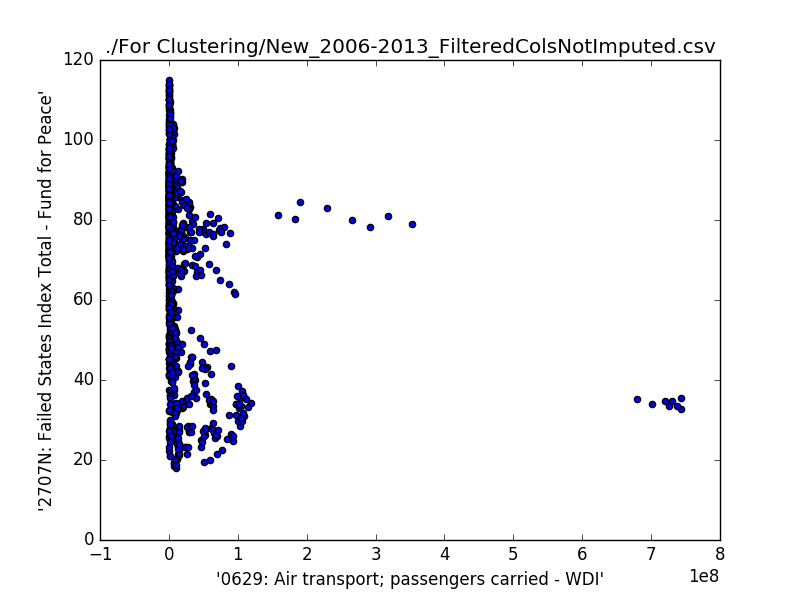 ./For Clustering/New_2006-2013_FilteredColsNotImputed.csv
120
100
80
60
40
20
0
'2707N: Failed States Index Total - Fund for Peace'
−1 0 1 2 3 4 5 6 7 8
1e8
'0629: Air transport; passengers carried - WDI'